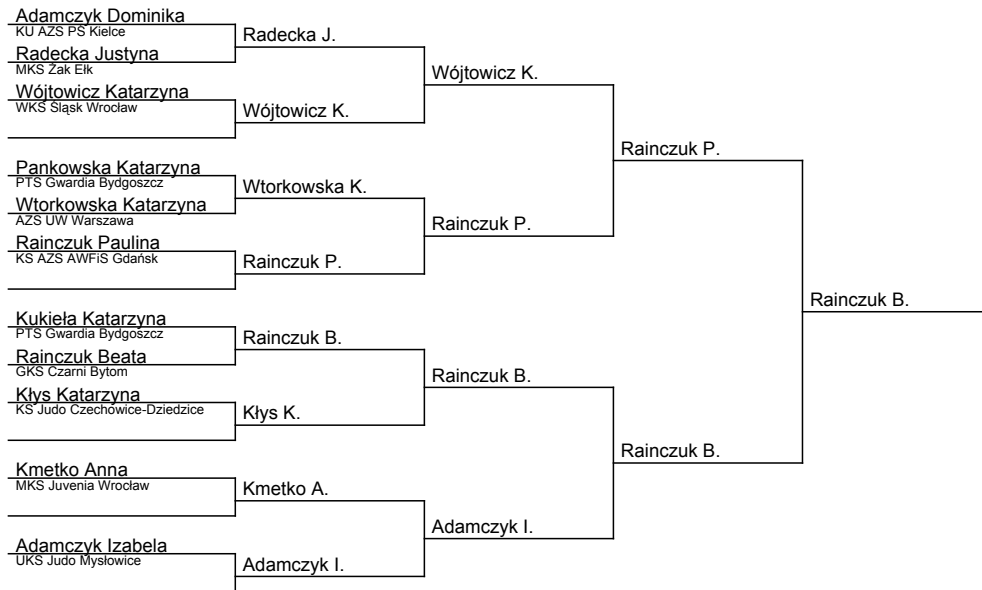 Adamczyk Dominika
KU AZS PŚ Kielce
Radecka J.
Radecka Justyna
MKS Żak Ełk
Wójtowicz K.
Wójtowicz Katarzyna
WKS Śląsk Wrocław
Wójtowicz K.
Rainczuk P.
Pankowska Katarzyna
PTS Gwardia Bydgoszcz
Wtorkowska K.
Wtorkowska Katarzyna
AZS UW Warszawa
Rainczuk P.
Rainczuk Paulina
KS AZS AWFiS Gdańsk
Rainczuk P.
Rainczuk B.
Kukieła Katarzyna
PTS Gwardia Bydgoszcz
Rainczuk B.
Rainczuk Beata
GKS Czarni Bytom
Rainczuk B.
Kłys Katarzyna
KS Judo Czechowice-Dziedzice
Kłys K.
Rainczuk B.
Kmetko Anna
MKS Juvenia Wrocław
Kmetko A.
Adamczyk I.
Adamczyk Izabela
UKS Judo Mysłowice
Adamczyk I.